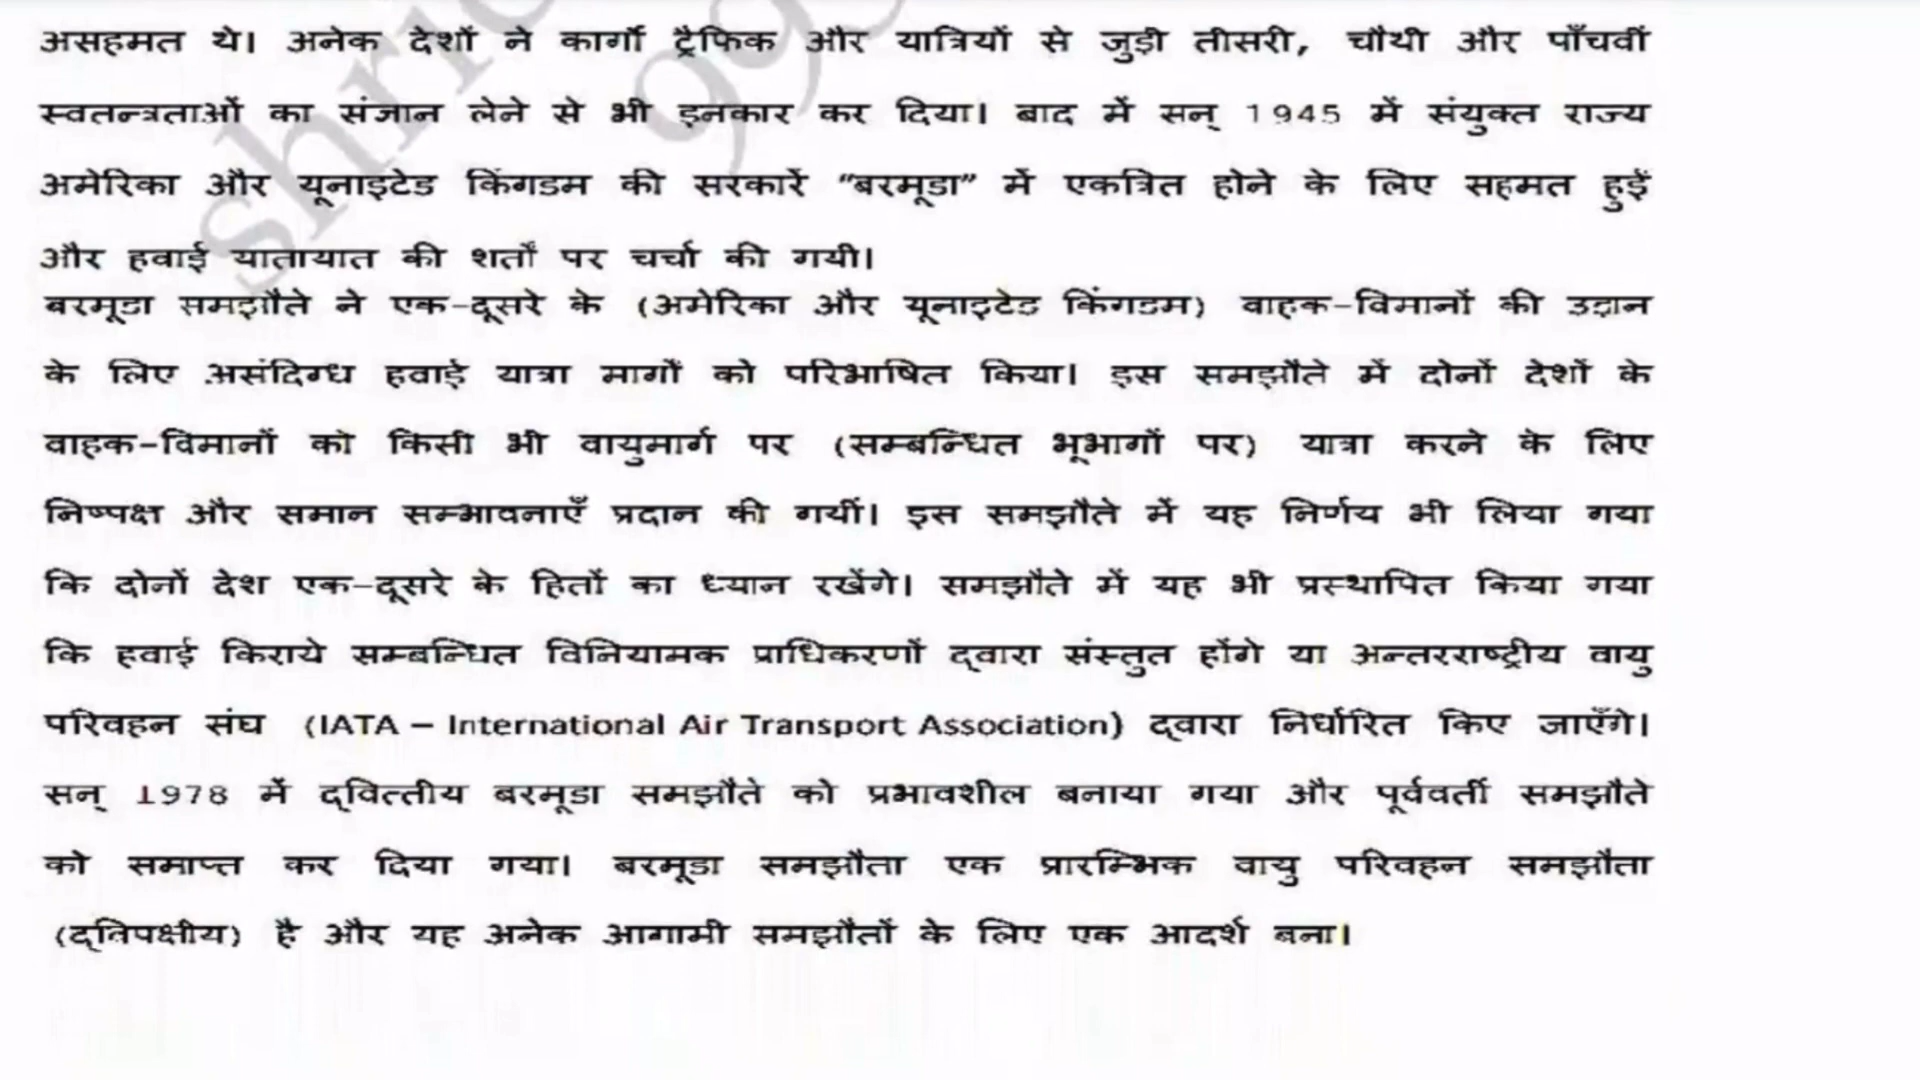 असहमत थे। अनेक देशों ने कार्गो ट्रैफिक और यात्रियों से जुड़ी तीसरी, चौथी और पाँचवीं
स्वतन्त्रताओं का संज्ञान लेने से भी इनकार कर दिया। बाद में सन् 1945 में संयुक्त राज्य
अमेरिका और यूनाइटेड किंगडम की सरकारें “बरमूडा” में एकत्रित होने के लिए सहमत हुईं
और हवाई यातायात की शर्तों पर चर्चा की गयी।
बरमूडा समझौते ने एक–दूसरे के (अमेरिका और यूनाइटेड किंगडम) वाहक–विमानों की उड़ान
के लिए असंदिग्ध हवाई यात्रा मार्गों को परिभाषित किया। इस समझौते में दोनों देशों के
वाहक–विमानों को किसी भी वायुमार्ग पर (सम्बन्धित भूभागों पर) यात्रा करने के लिए
निष्पक्ष और समान सम्भावनाएँ प्रदान की गयीं। इस समझौते में यह निर्णय भी लिया गया
कि दोनों देश एक–दूसरे के हितों का ध्यान रखेंगे। समझौते में यह भी प्रस्थापित किया गया
कि हवाई किराये सम्बन्धित विनियामक प्राधिकरणों द्वारा संस्तुत होंगे या अन्तरराष्ट्रीय वायु
परिवहन संघ (IATA – International Air Transport Association) द्वारा निर्धारित किए जाएँगे।
सन् 1978 में द्वित्तीय बरमूडा समझौते को प्रभावशील बनाया गया और पूर्ववर्ती समझौते
को समाप्त कर दिया गया। बरमूडा समझौता एक प्रारम्भिक वायु परिवहन समझौता
(द्विपक्षीय) है और यह अनेक आगामी समझौतों के लिए एक आदर्श बना।